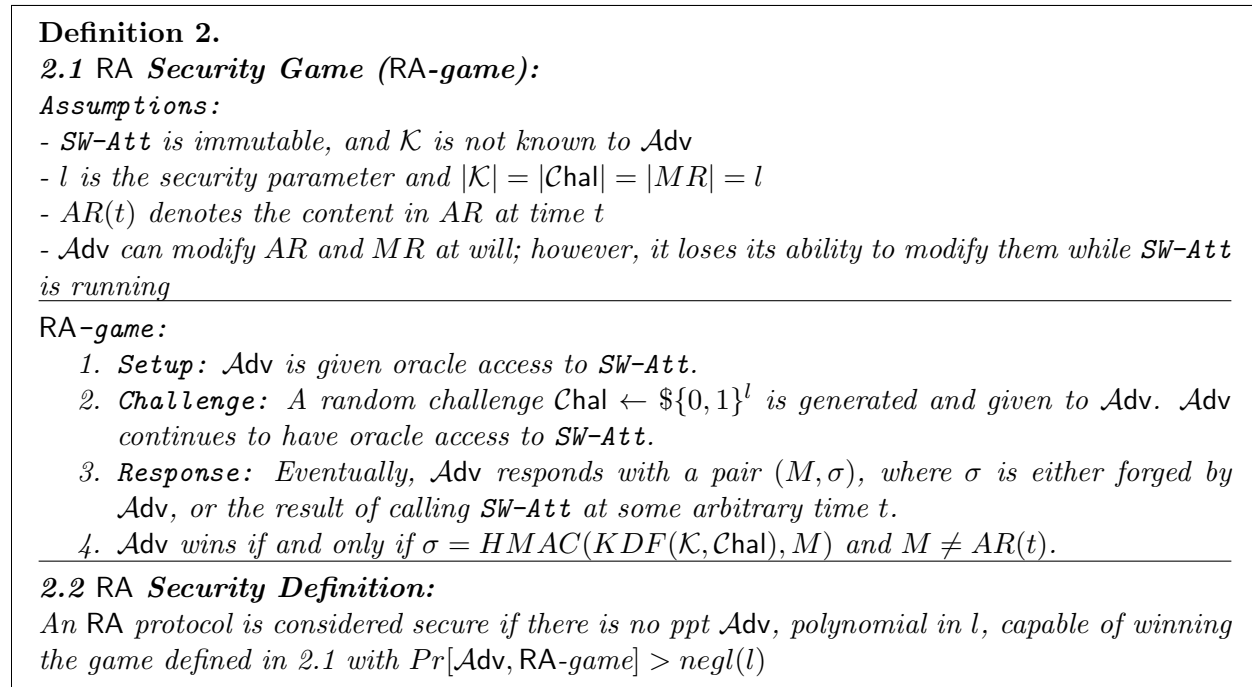 Definition 2.
2.1 RA Security Game (RA-game):
Assumptions:
- SW-Att is immutable, and 𝒦 is not known to 𝒜dv
- l is the security parameter and |𝒦| = |𝒞hal| = |MR| = l
- AR(t) denotes the content in AR at time t
- 𝒜dv can modify AR and MR at will; however, it loses its ability to modify them while SW-Att
is running
RA-game:
1. Setup: 𝒜dv is given oracle access to SW-Att.
2. Challenge: A random challenge 𝒞hal ← ${0, 1}^l is generated and given to 𝒜dv. 𝒜dv
continues to have oracle access to SW-Att.
3. Response: Eventually, 𝒜dv responds with a pair (M, σ), where σ is either forged by
𝒜dv, or the result of calling SW-Att at some arbitrary time t.
4. 𝒜dv wins if and only if σ = HMAC(KDF(𝒦, 𝒞hal), M) and M ≠ AR(t).
2.2 RA Security Definition:
An RA protocol is considered secure if there is no ppt 𝒜dv, polynomial in l, capable of winning
the game defined in 2.1 with Pr[𝒜dv, RA-game] > negl(l)